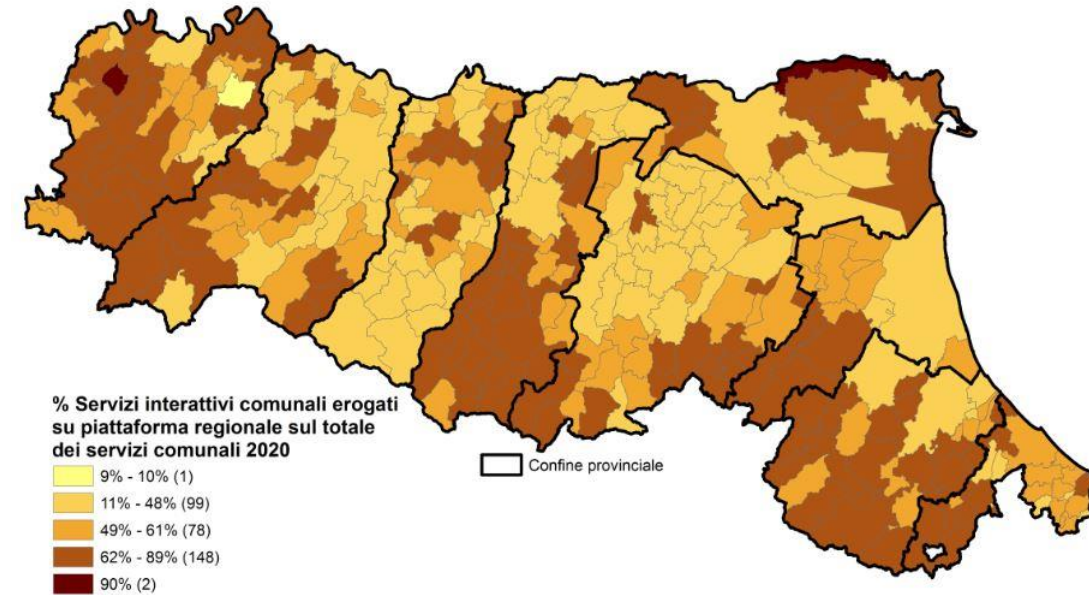 % Servizi interattivi comunali erogati
su piattaforma regionale sul totale
dei servizi comunali 2020
9% - 10% (1)
11% - 48% (99)
49% - 61% (78)
62% - 89% (148)
90% (2)
Confine provinciale